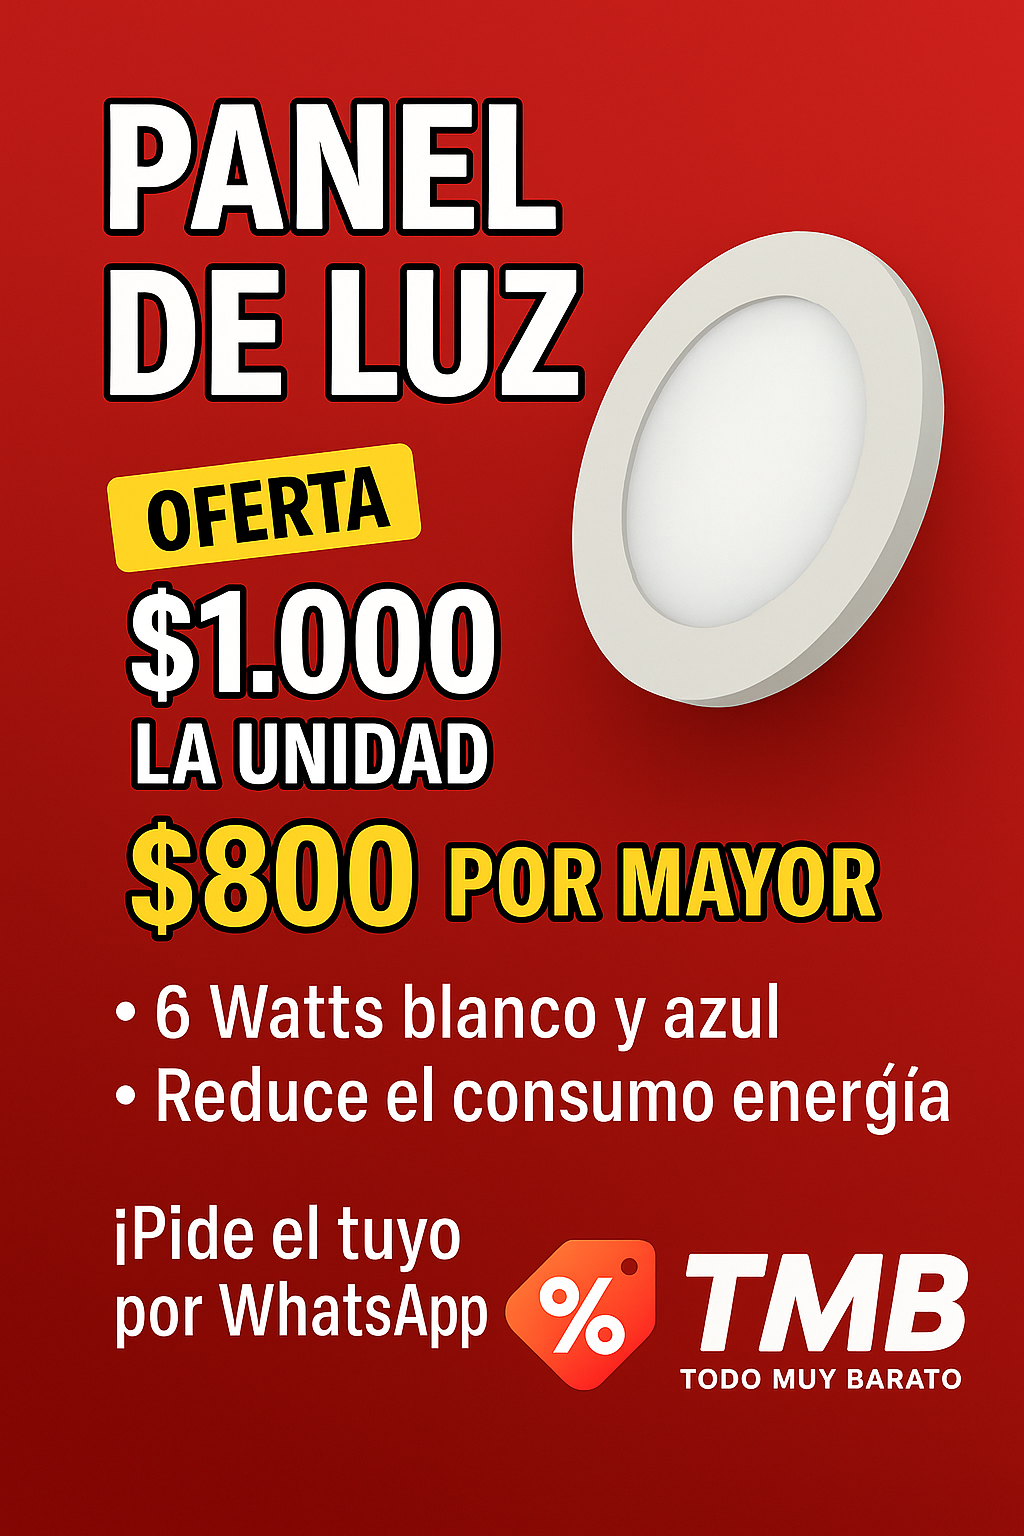 PANEL
DE LUZ
OFERTA
$1.000
LA UNIDAD
$800 POR MAYOR
• 6 Watts blanco y azul
• Reduce el consumo enerǵía
¡Pide el tuyo
por WhatsApp
%
TMB
TODO MUY BARATO